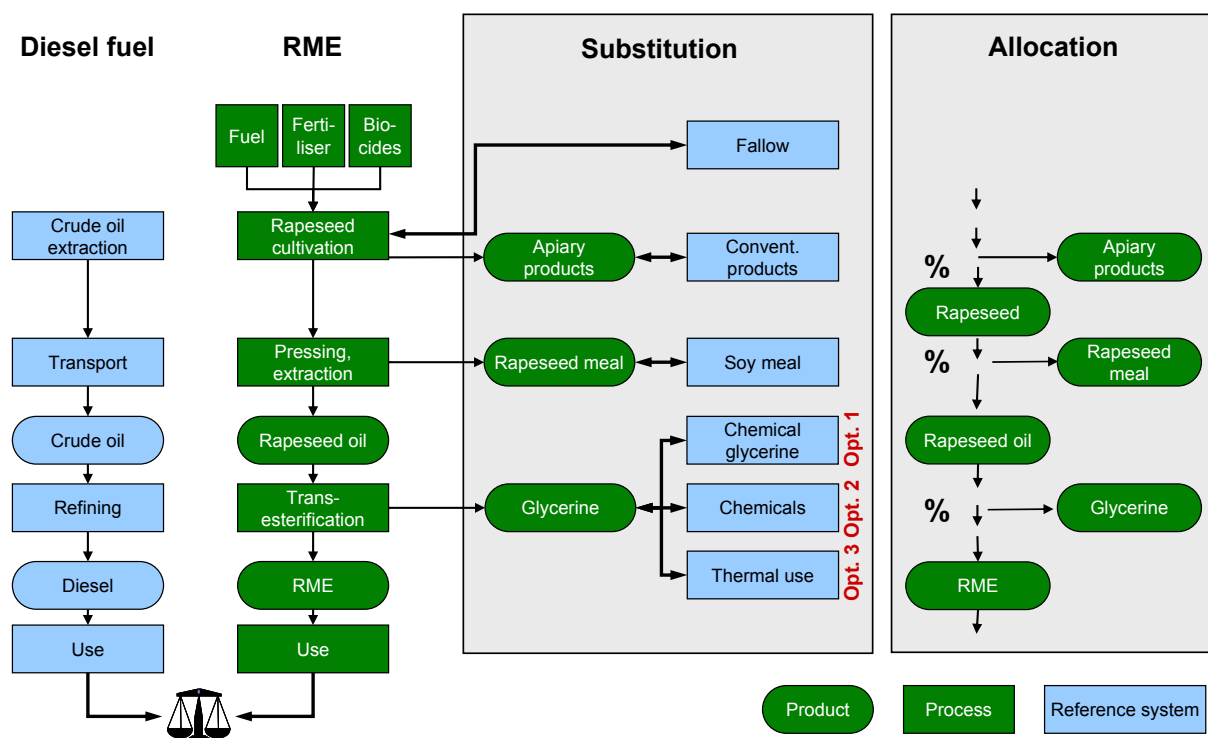 Diesel fuel
RME
Substitution
Allocation
Fuel
Ferti-
liser
Bio-
cides
Fallow
Crude oil
extraction
Rapeseed
cultivation
Apiary
products
Convent.
products
%
Apiary
products
Rapeseed
Transport
Pressing,
extraction
Rapeseed meal
Soy meal
%
Rapeseed
meal
Crude oil
Rapeseed oil
Chemical
glycerine
Opt. 1
Rapeseed oil
Refining
Trans-
esterification
Glycerine
Chemicals
Opt. 2
%
Glycerine
Diesel
RME
Thermal use
Opt. 3
RME
Use
Use
Product
Process
Reference system